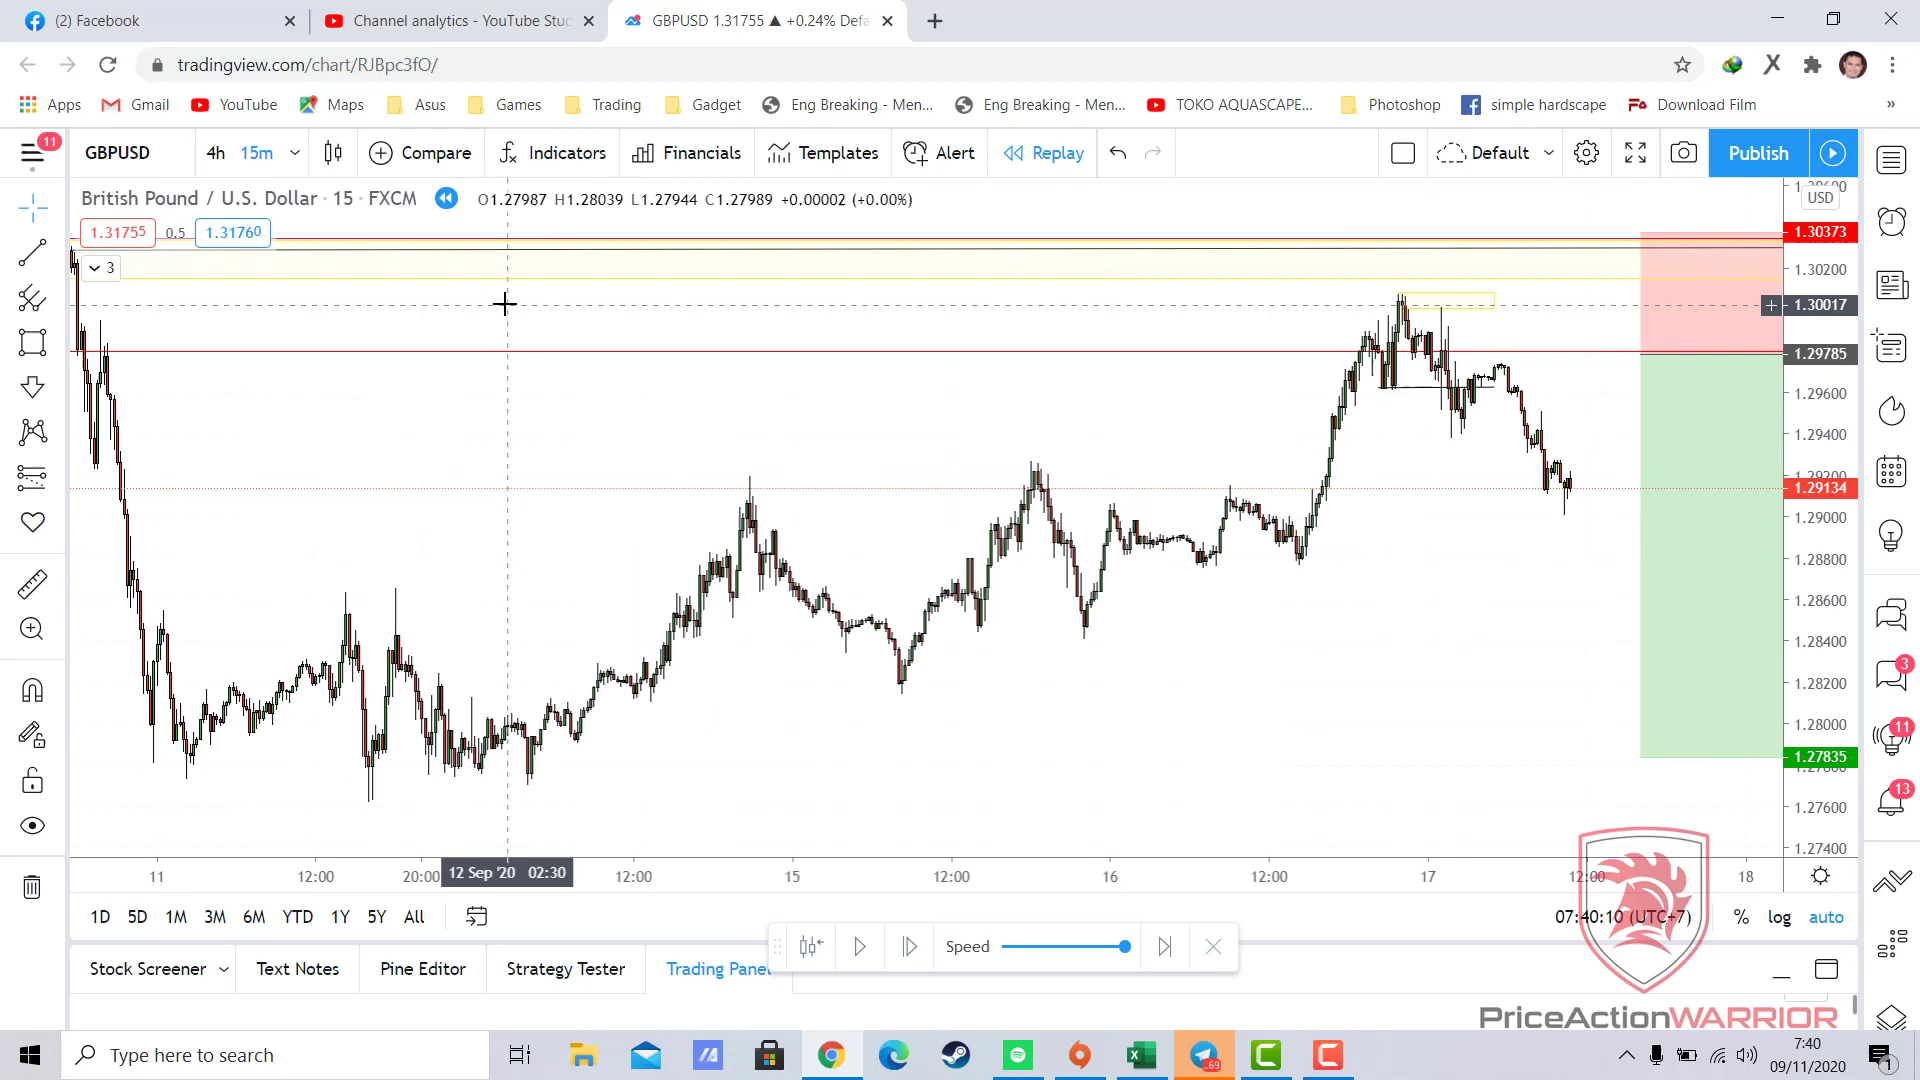 (2) Facebook
Channel analytics - YouTube Stu
GBPUSD 1.31755 ▲ +0.24% Defa
tradingview.com/chart/RJBpc3fO/
Apps
Gmail
YouTube
Maps
Asus
Games
Trading
Gadget
Eng Breaking - Men...
Eng Breaking - Men...
TOKO AQUASCAPE...
Photoshop
simple hardscape
Download Film
»
11
GBPUSD
4h
15m
Compare
Indicators
Financials
Templates
Alert
Replay
Default
Publish
British Pound / U.S. Dollar · 15 · FXCM
O1.27987 H1.28039 L1.27944 C1.27989 +0.00002 (+0.00%)
USD
1.31755
0.5
1.31760
1.30373
3
1.30200
1.30017
1.29785
1.29600
1.29400
1.29134
1.29000
1.28800
1.28600
1.28400
1.28200
1.28000
1.27835
1.27600
1.27400
3
11
13
11
12:00
20:00
12 Sep '20 02:30
12:00
15
12:00
16
12:00
17
12:00
18
1D
5D
1M
3M
6M
YTD
1Y
5Y
All
07:40:10 (UTC+7)
%
log
auto
Speed
Stock Screener
Text Notes
Pine Editor
Strategy Tester
Trading Panel
PriceActionWARRIOR
Type here to search
69
7:40
09/11/2020
1